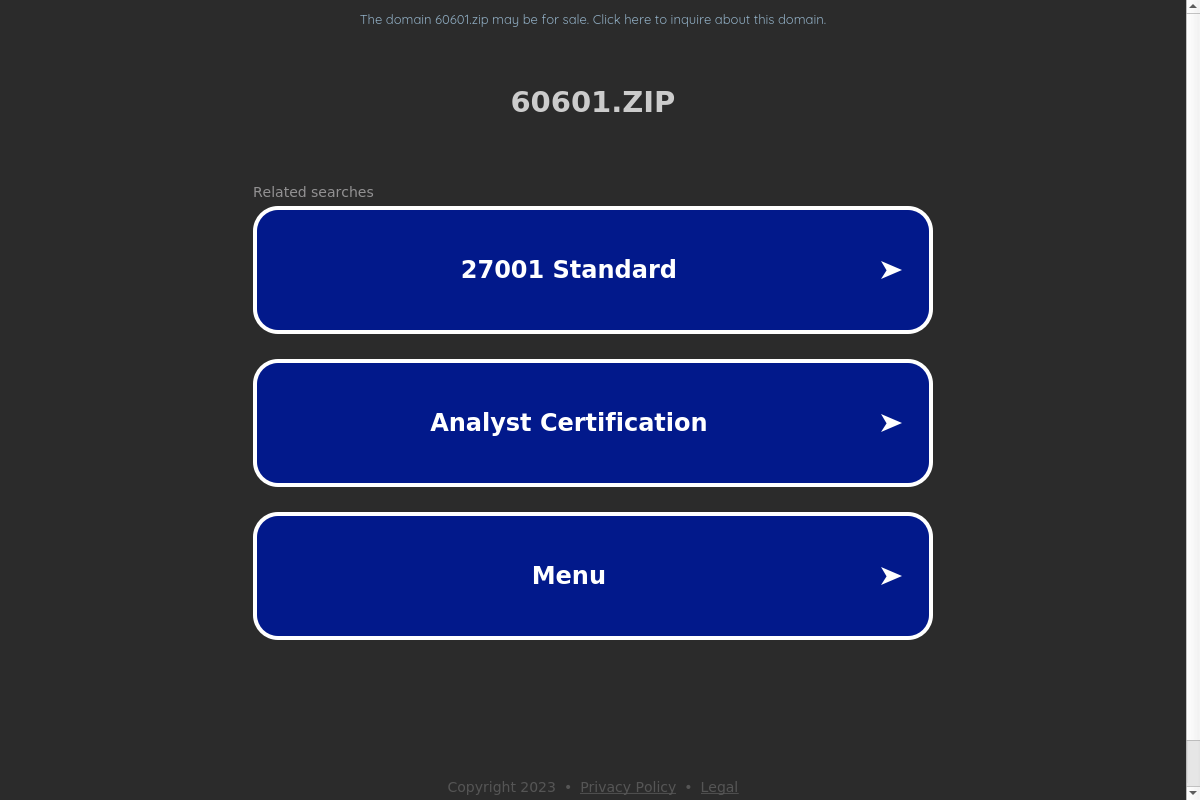 The domain 60601.zip may be for sale. Click here to inquire about this domain.
60601.ZIP
Related searches
27001 Standard
Analyst Certification
Menu
Copyright 2023 • Privacy Policy • Legal